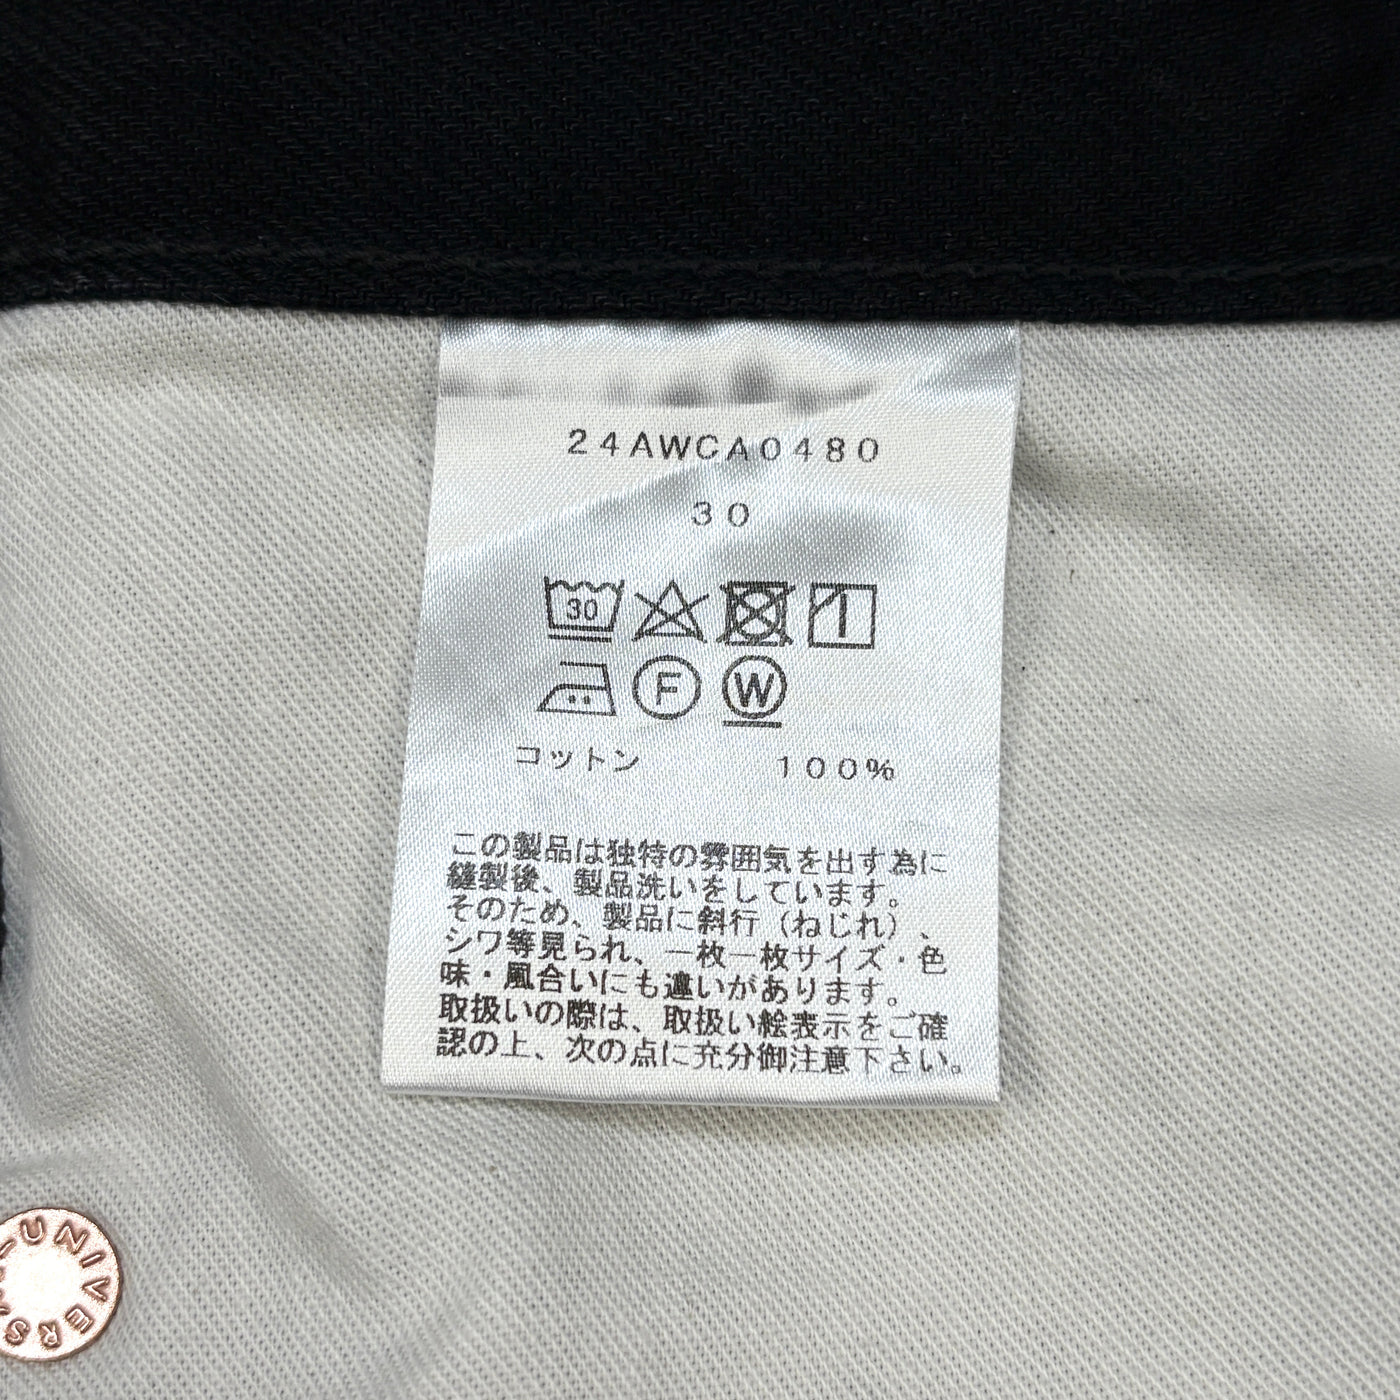 24AWCA0480
30
30
F W
コットン 100%
この製品は独特の雰囲気を出す為に
縫製後、製品洗いをしています。
そのため、製品に斜行（ねじれ）、
シワ等見られ、一枚一枚サイズ・色
味・風合いにも違いがあります。
取扱いの際は、取扱い絵表示をご確
認の上、次の点に充分御注意下さい。
UNIVERS